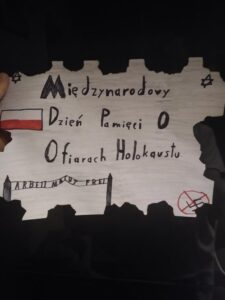 Międzynarodowy
Dzień Pamięci O
Ofiarach Holokaustu
ARBEIT MACHT FREI